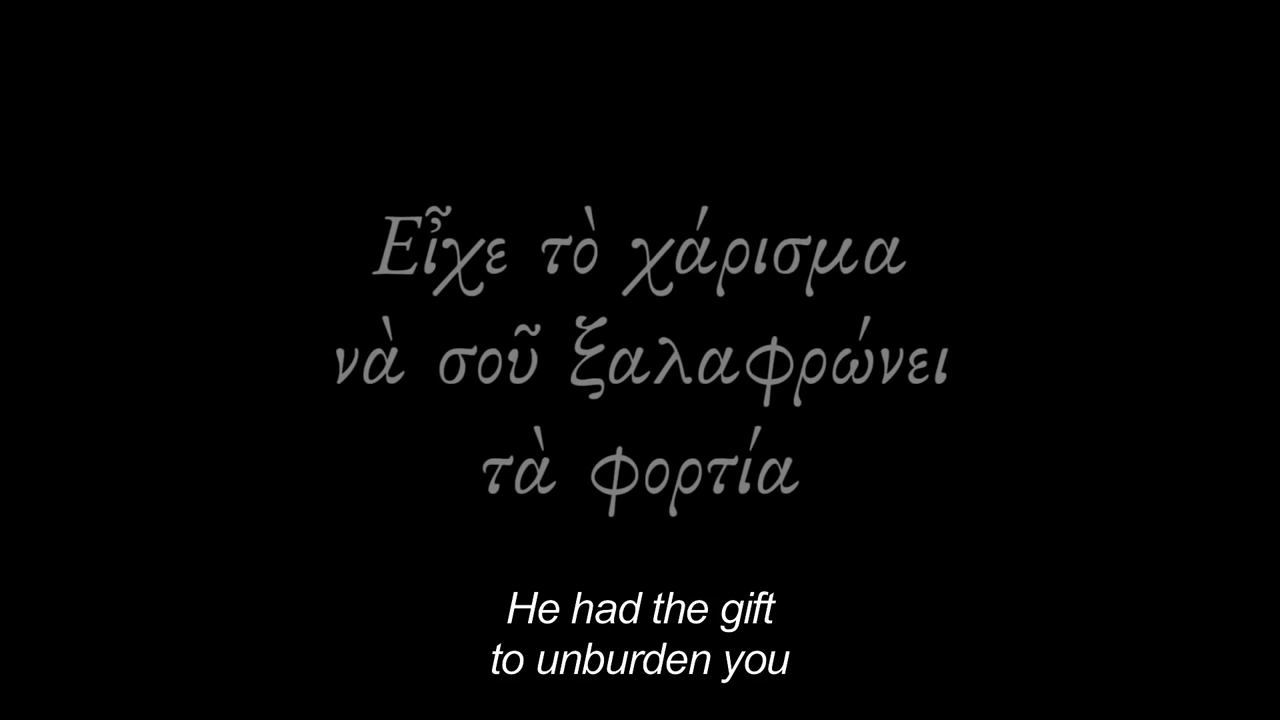 Εἶχε τὸ χάρισμα
νὰ σοῦ ξαλαφρώνει
τὰ φορτία
He had the gift
to unburden you